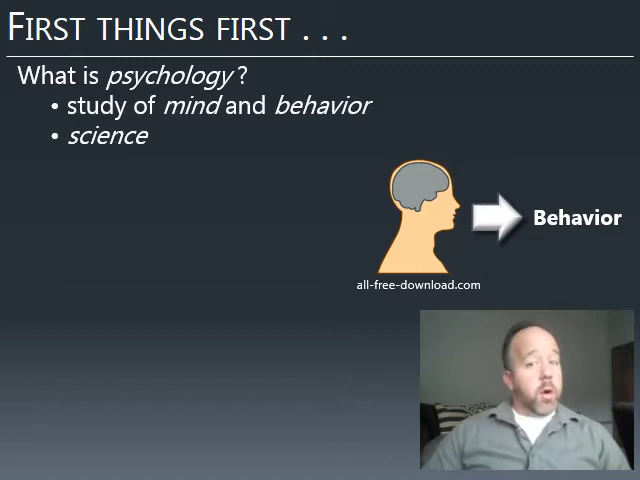 FIRST THINGS FIRST . . .
What is psychology ?
• study of mind and behavior
• science
Behavior
all-free-download.com